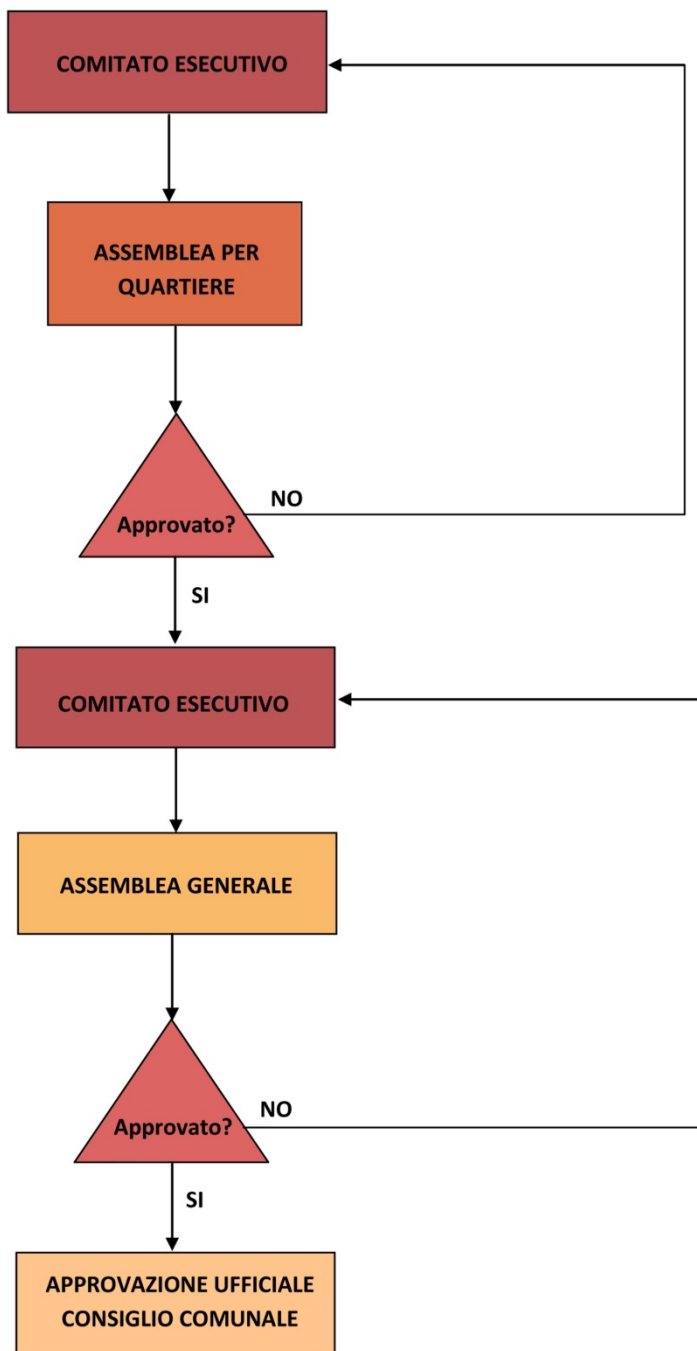 COMITATO ESECUTIVO
ASSEMBLEA PER
QUARTIERE
Approvato?
NO
SI
COMITATO ESECUTIVO
ASSEMBLEA GENERALE
Approvato?
NO
SI
APPROVAZIONE UFFICIALE
CONSIGLIO COMUNALE